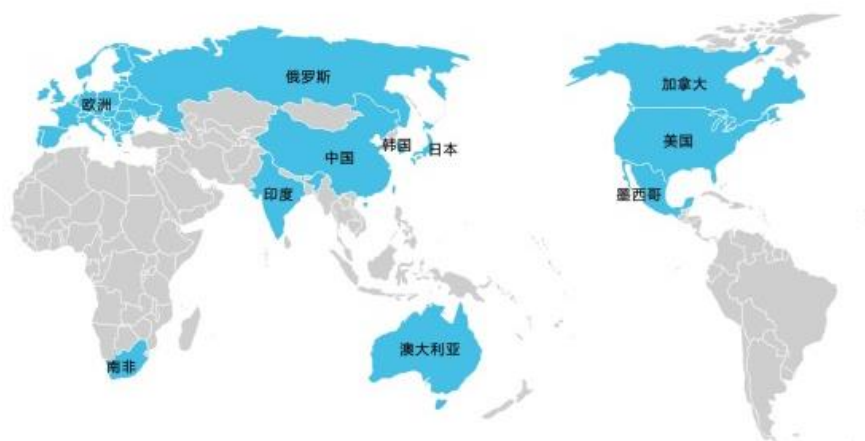 俄罗斯
加拿大
欧洲
美国
韩国
日本
中国
印度
墨西哥
澳大利亚
南非